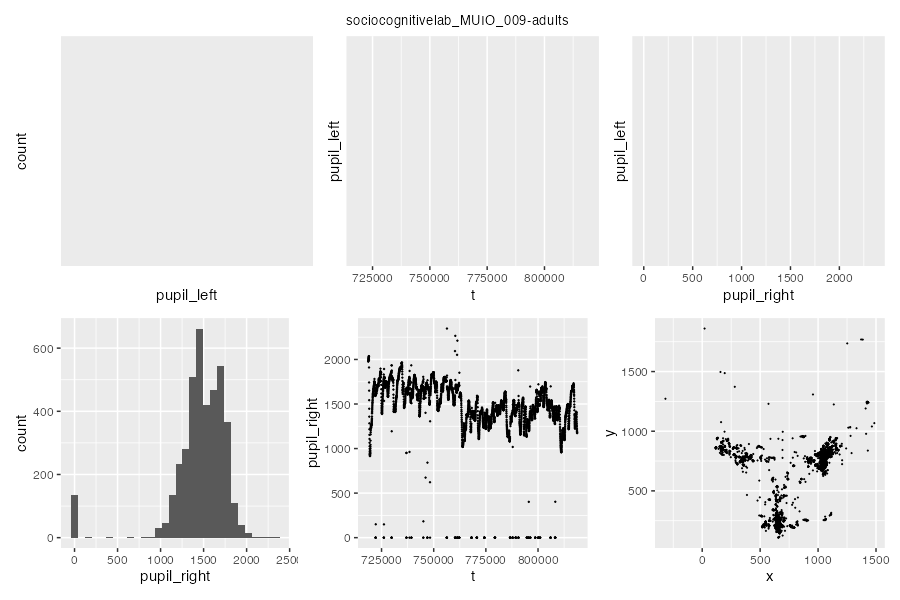 sociocognitivelab_MUIO_009-adults
count
pupil_left
pupil_left
725000 750000 775000 800000
t
pupil_left
0 500 1000 1500 2000
pupil_right
count
600
400
200
0
0 500 1000 1500 2000 2500
pupil_right
pupil_right
2000
1500
1000
500
0
725000 750000 775000 800000
t
y
1500
1000
500
0 500 1000 1500
x